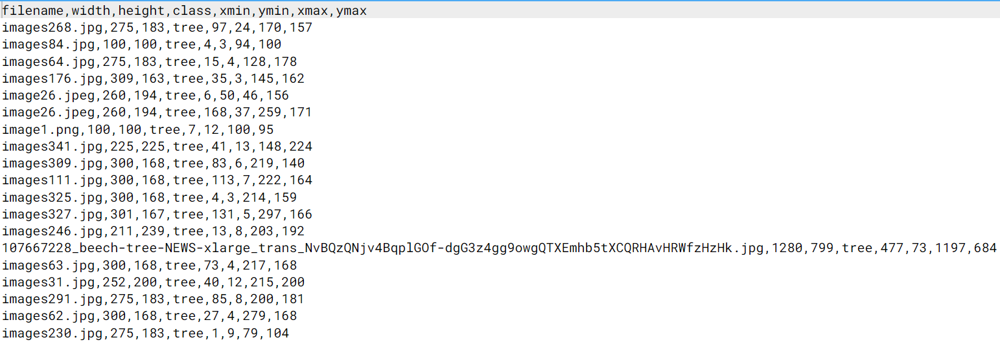 filename,width,height,class,xmin,ymin,xmax,ymax
images268.jpg,275,183,tree,97,24,170,157
images84.jpg,100,100,tree,4,3,94,100
images64.jpg,275,183,tree,15,4,128,178
images176.jpg,309,163,tree,35,3,145,162
image26.jpeg,260,194,tree,6,50,46,156
image26.jpeg,260,194,tree,168,37,259,171
image1.png,100,100,tree,7,12,100,95
images341.jpg,225,225,tree,41,13,148,224
images309.jpg,300,168,tree,83,6,219,140
images111.jpg,300,168,tree,113,7,222,164
images325.jpg,300,168,tree,4,3,214,159
images327.jpg,301,167,tree,131,5,297,166
images246.jpg,211,239,tree,13,8,203,192
107667228_beech-tree-NEWS-xlarge_trans_NvBQzQNjv4BqplGOf-dgG3z4gg9owgQTXEmhb5tXCQRHAvHRWfzHzHk.jpg,1280,799,tree,477,73,1197,684
images63.jpg,300,168,tree,73,4,217,168
images31.jpg,252,200,tree,40,12,215,200
images291.jpg,275,183,tree,85,8,200,181
images62.jpg,300,168,tree,27,4,279,168
images230.jpg,275,183,tree,1,9,79,104